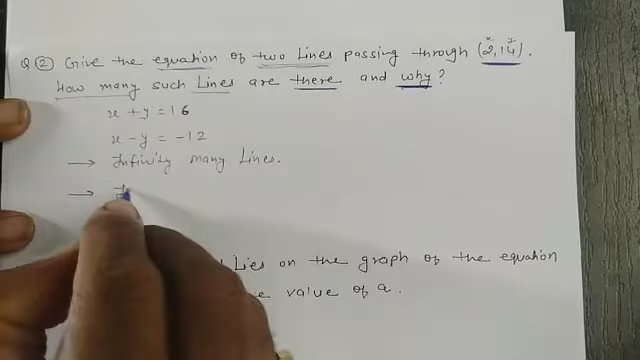 Q ② Give the equation of two Lines passing through (2,14).
x y
How many such Lines are there and why?
x + y = 16
x - y = -12
→ Infinity many Lines.
→
Lies on the graph of the equation
value of a.